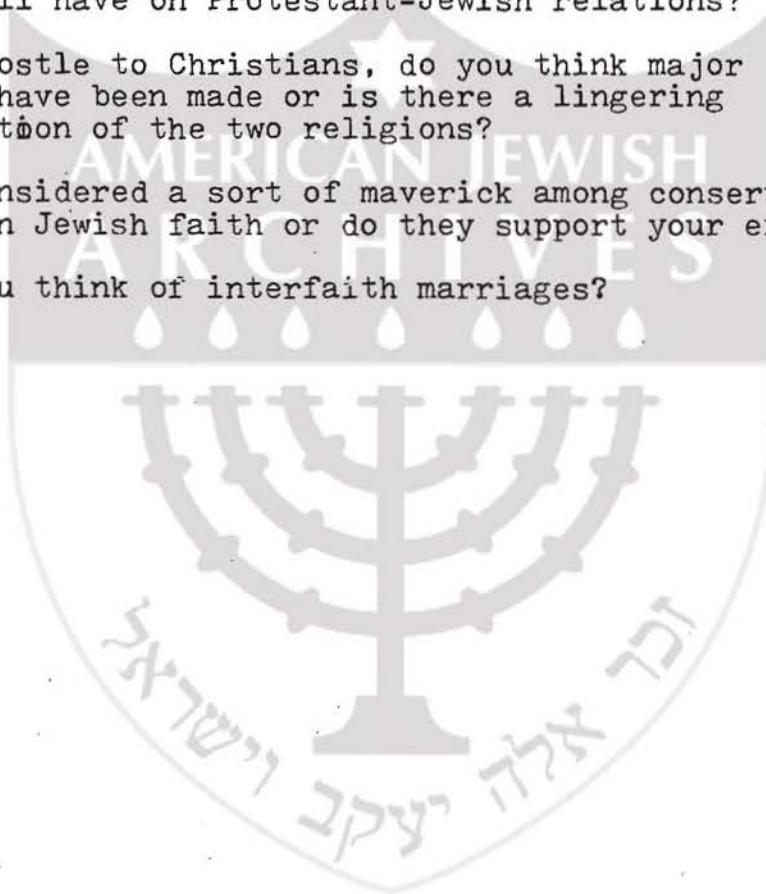 ll have on Protestant-Jewish relations?
ostle to Christians, do you think major
have been made or is there a lingering
tion of the two religions?
nsidered a sort of maverick among conser
n Jewish faith or do they support your e
u think of interfaith marriages?
AMERICAN JEWISH
ARCHIVES
זכר אלה יעקב וישראל